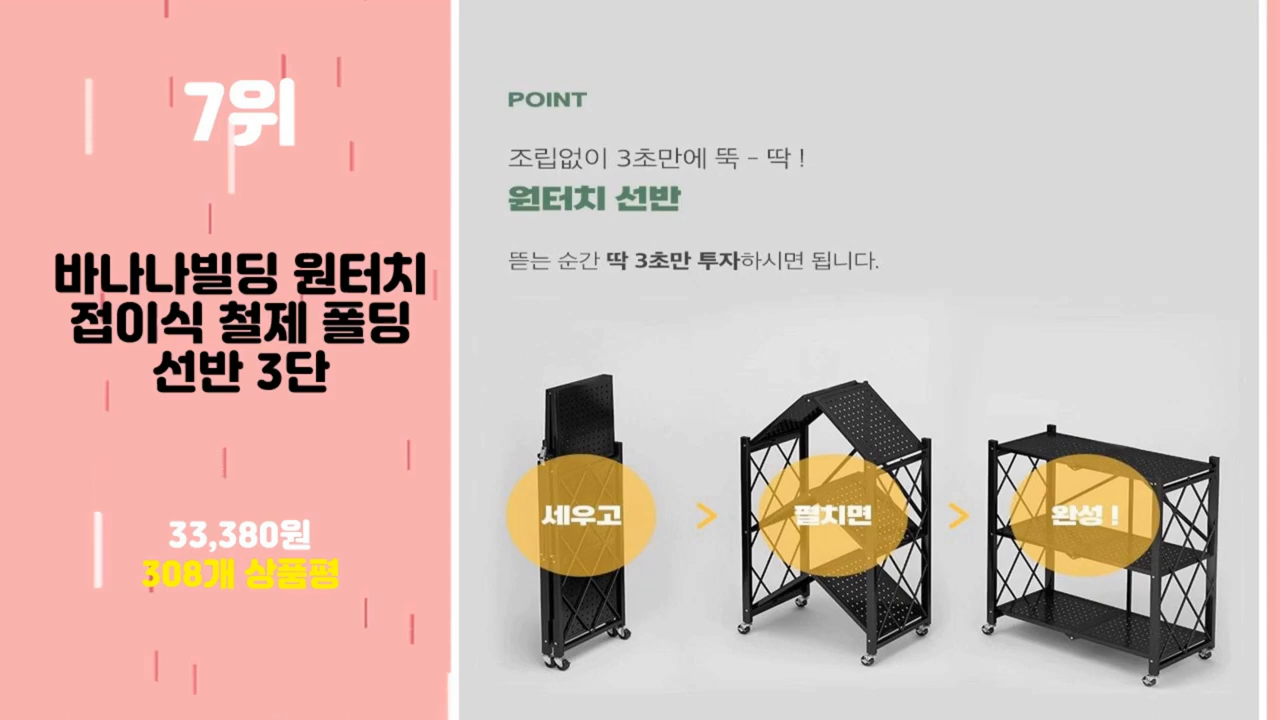 7위
바나나빌딩 원터치
접이식 철제 폴딩
선반 3단
33,380원
308개 상품평
POINT
조립없이 3초만에 뚝 - 딱 !
원터치 선반
뜯는 순간 딱 3초만 투자하시면 됩니다.
세우고
>
펼치면
>
완성 !